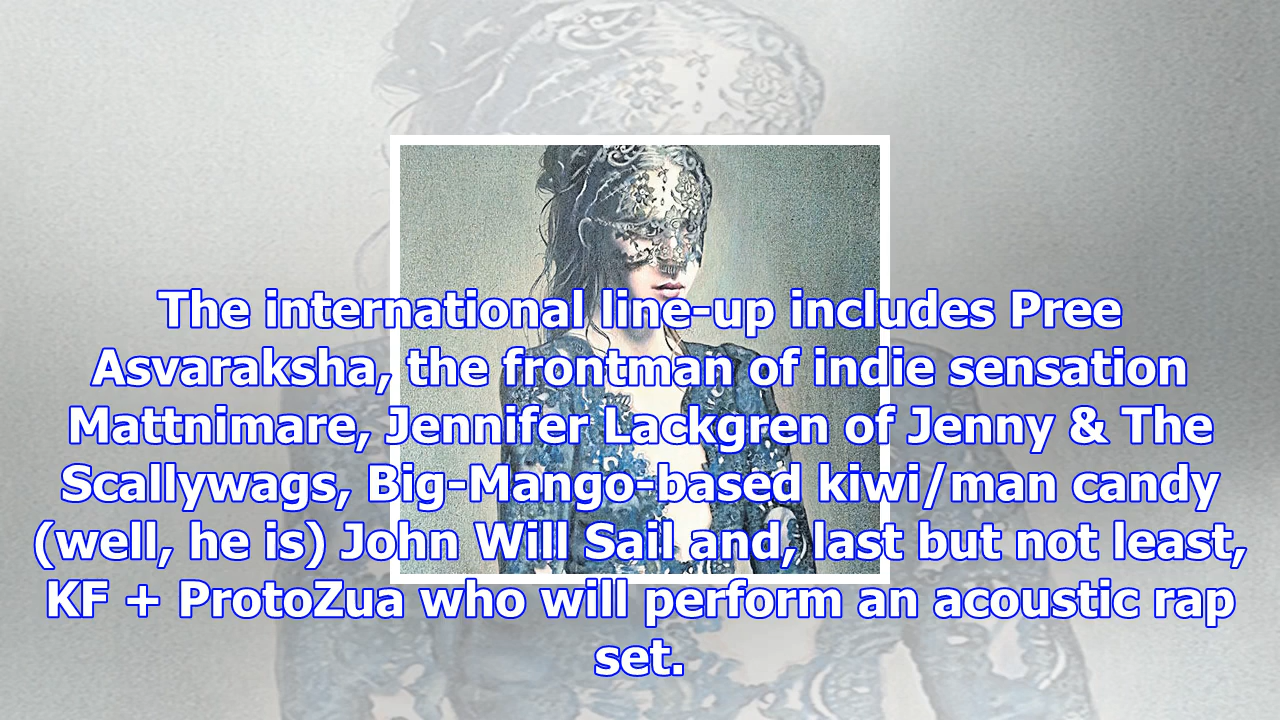 The international line-up includes Pree
Asvaraksha, the frontman of indie sensation
Mattnimare, Jennifer Lackgren of Jenny & The
Scallywags, Big-Mango-based kiwi/man candy
(well, he is) John Will Sail and, last but not least,
KF + ProtoZua who will perform an acoustic rap
set.